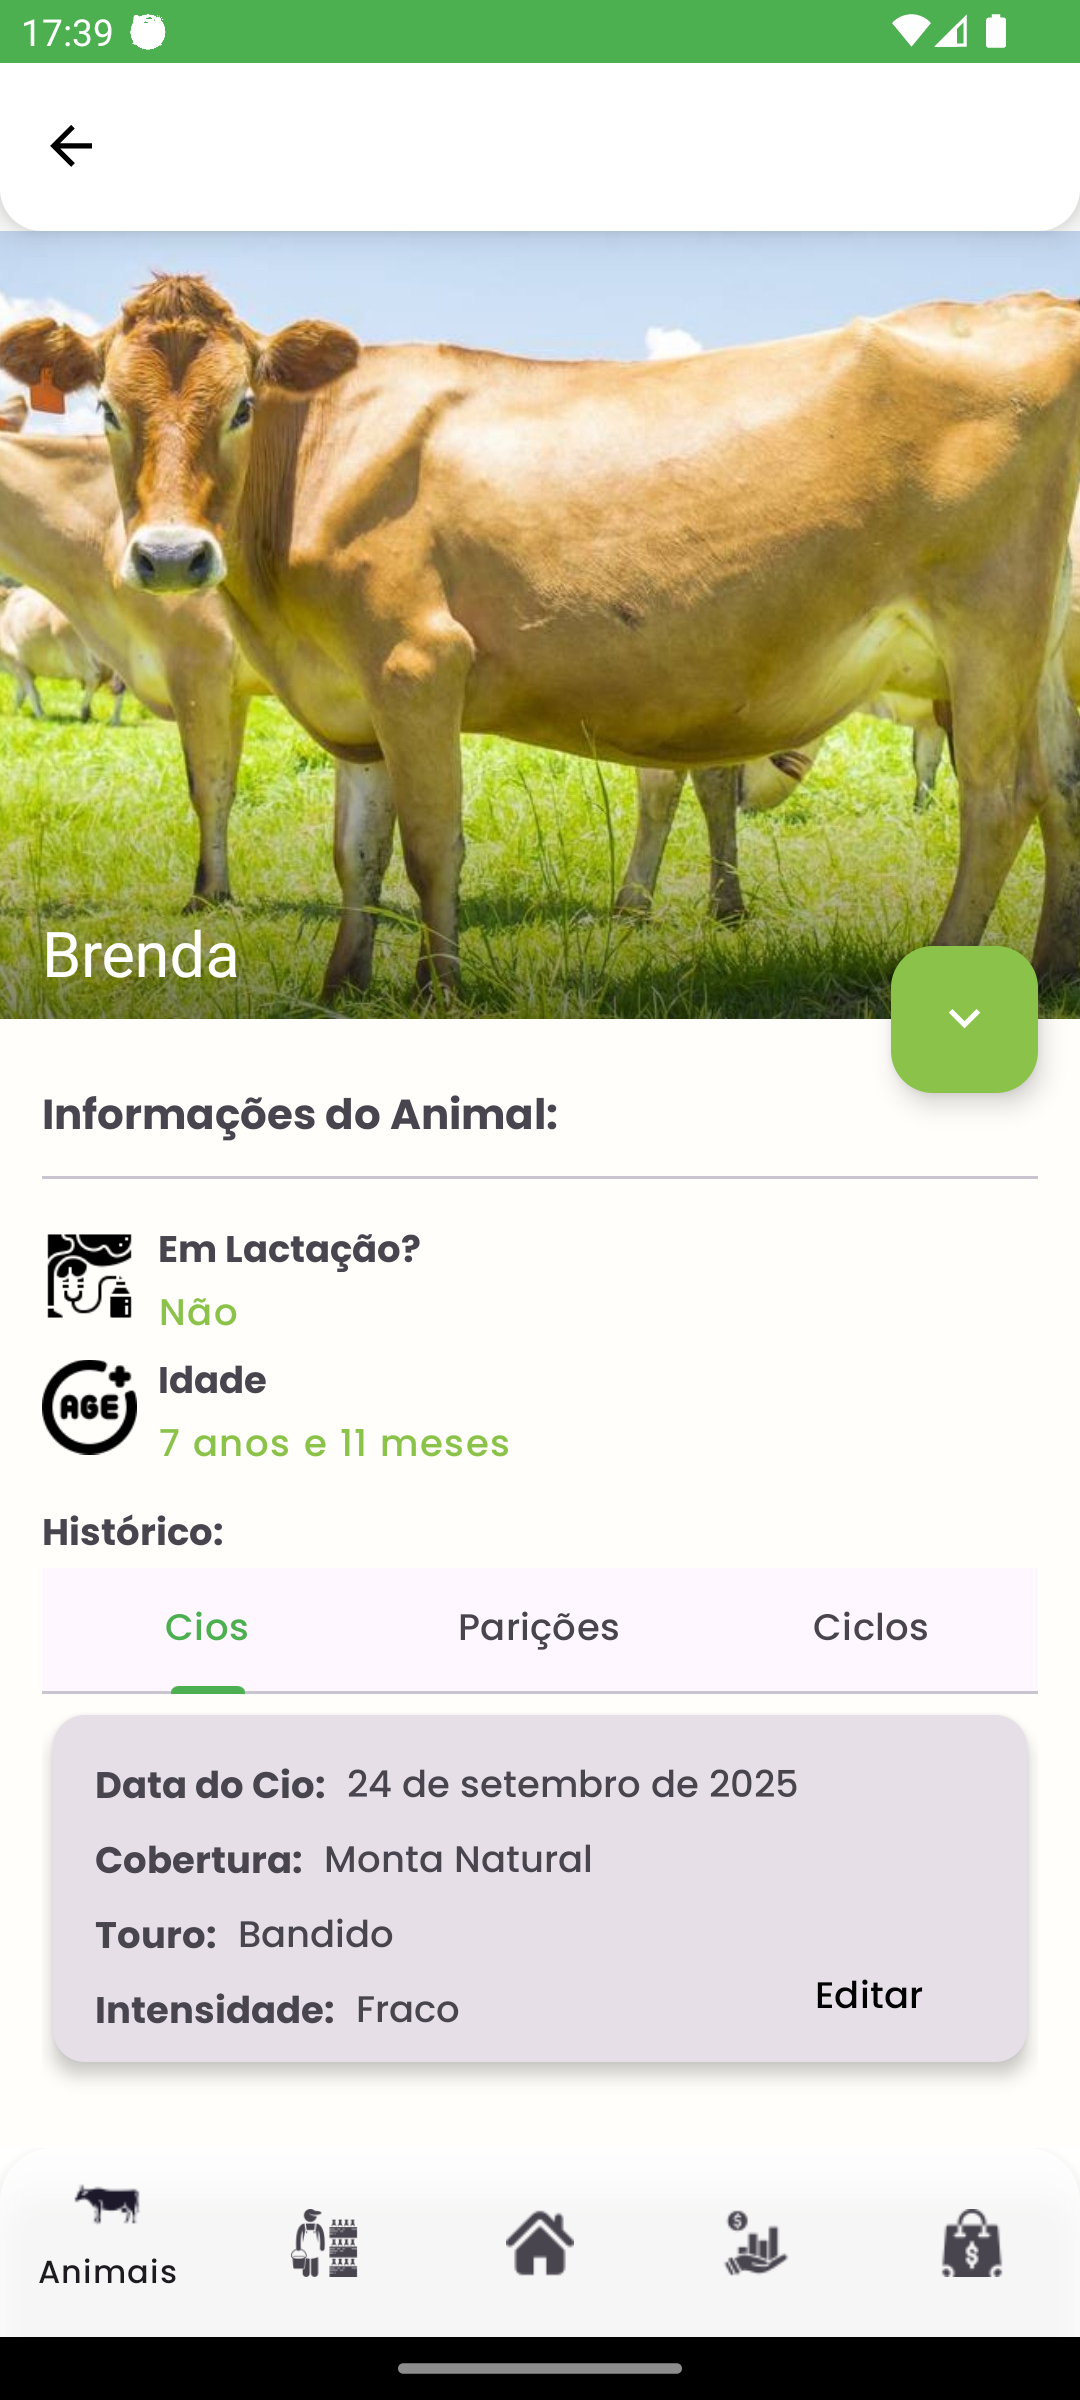 17:39
Brenda
Informações do Animal:
Em Lactação?
Não
AGE
Idade
7 anos e 11 meses
Histórico:
Cios Parições Ciclos
Data do Cio: 24 de setembro de 2025
Cobertura: Monta Natural
Touro: Bandido
Intensidade: Fraco
Editar
Animais